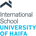 International
School
UNIVERSITY
OF HAIFA